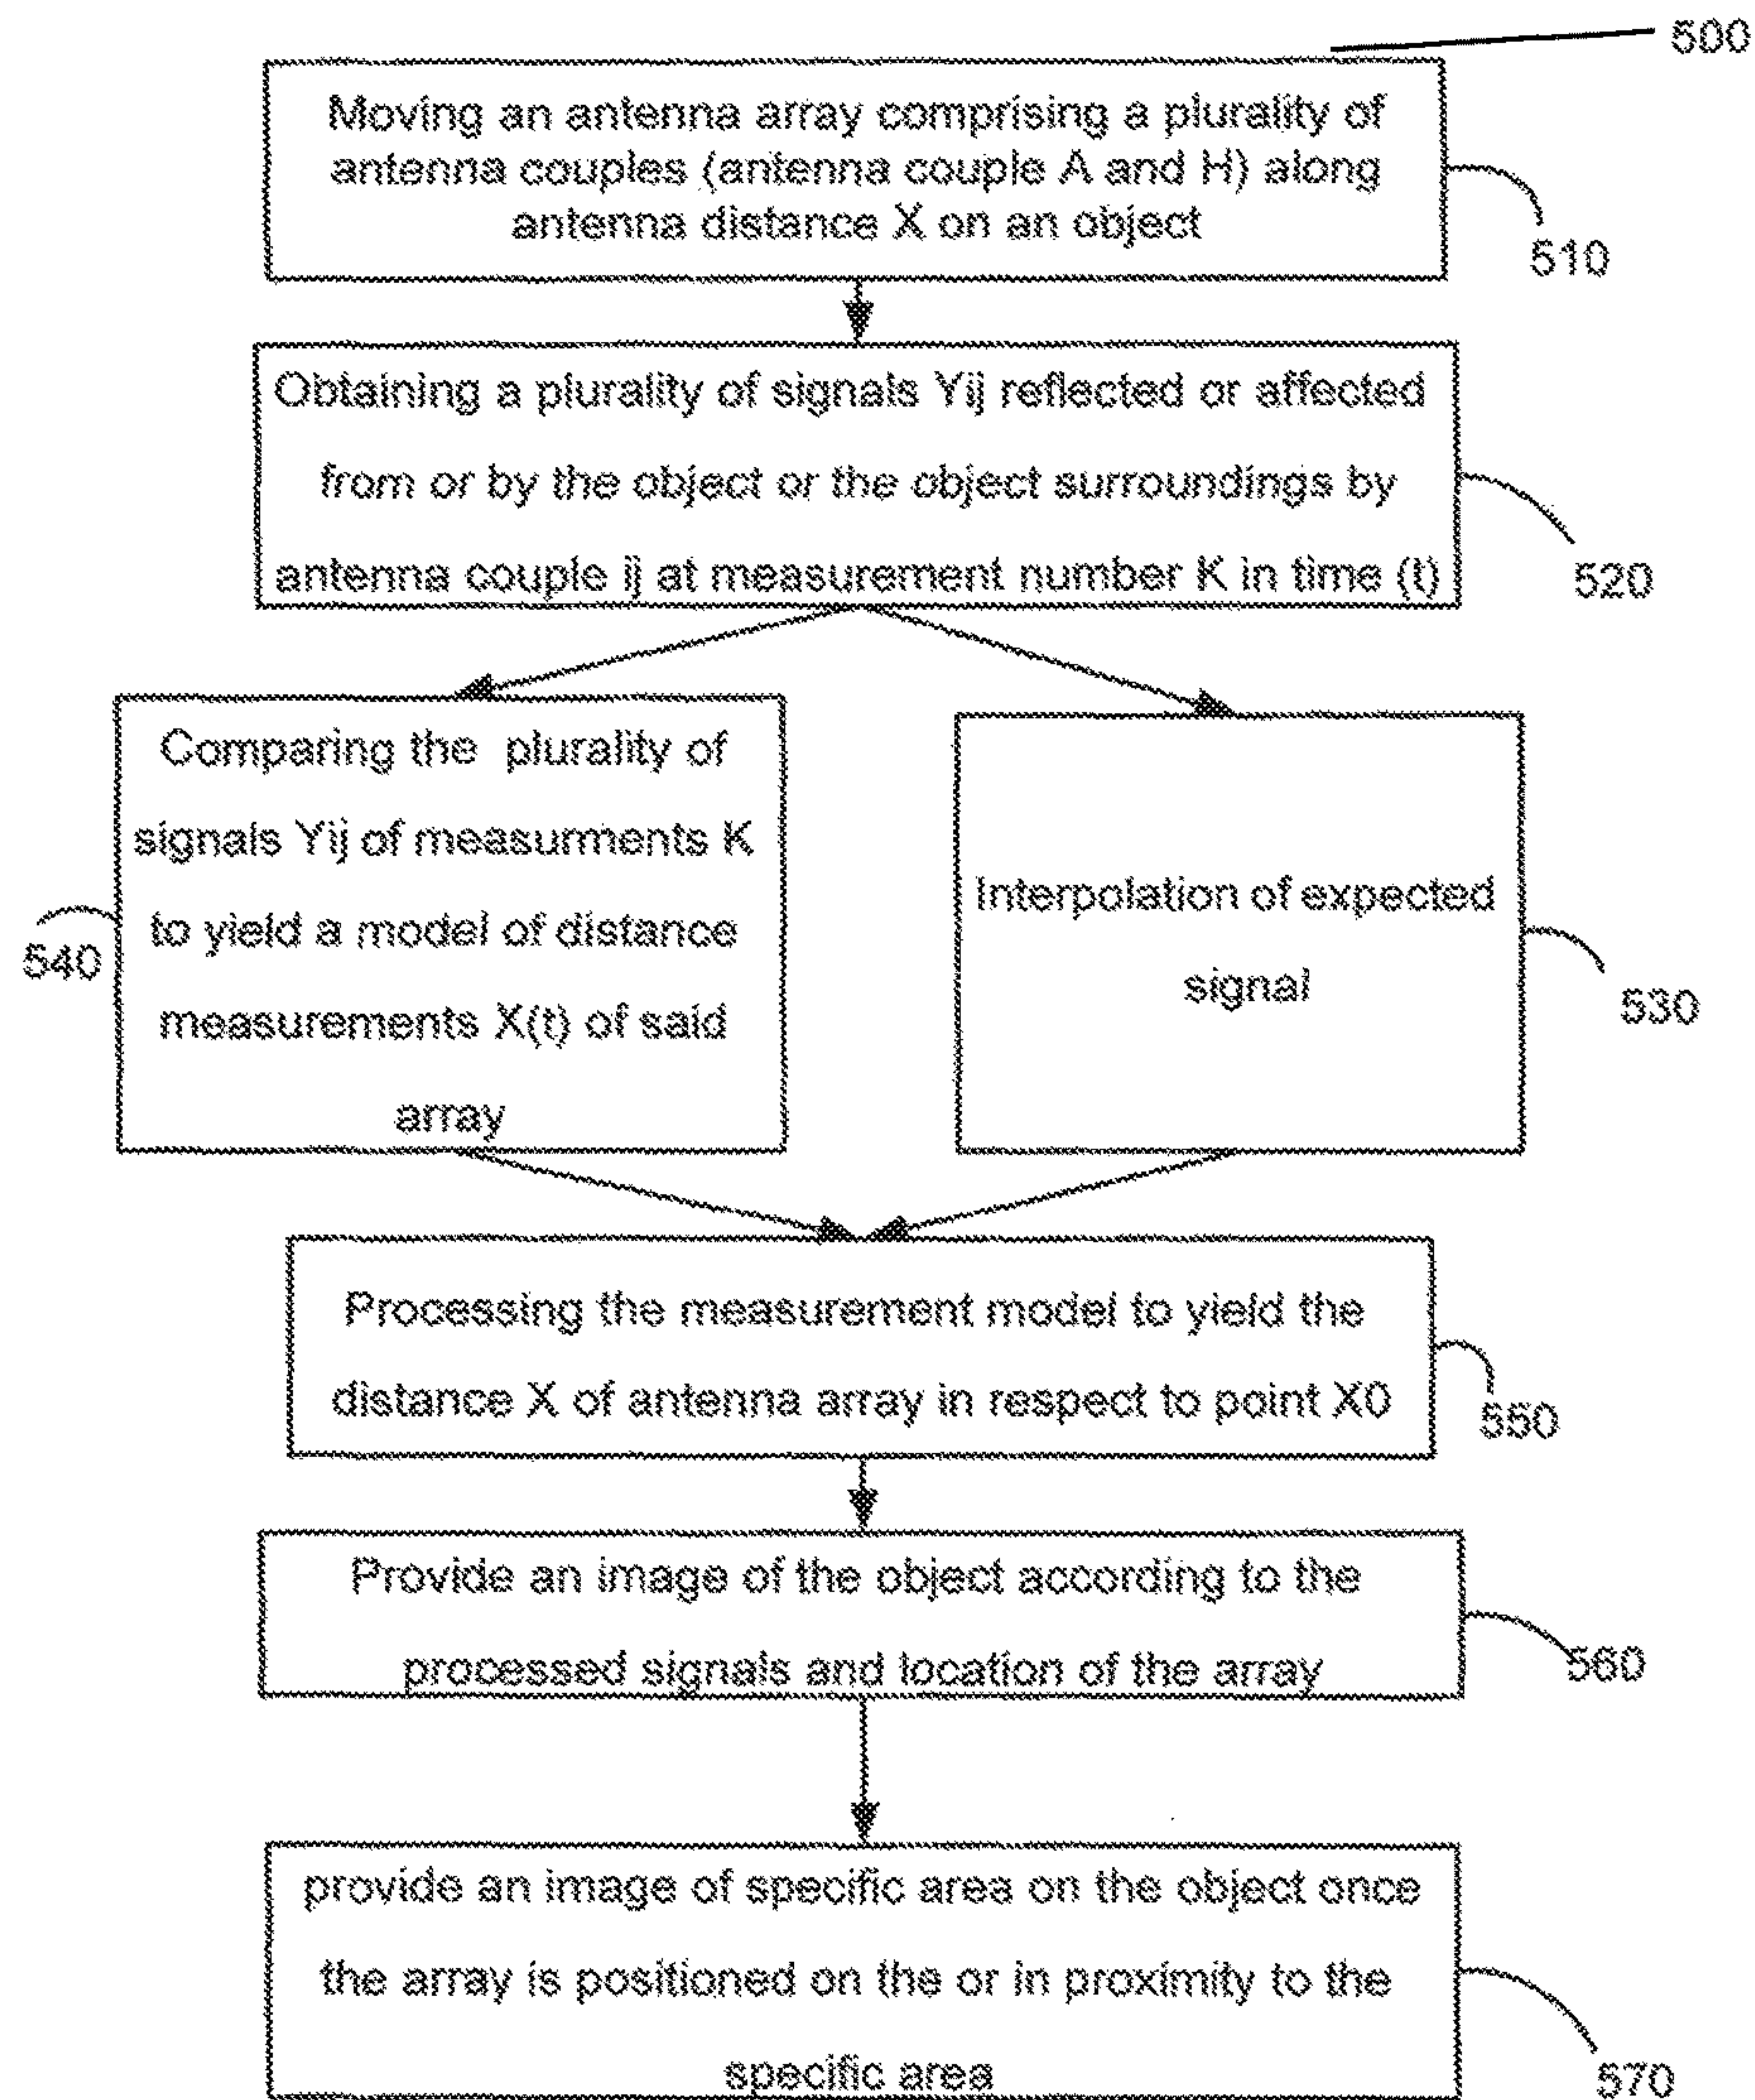 500
Moving an antenna array comprising a plurality of
antenna couples (antenna couple A and H) along
antenna distance X on an object
510
Obtaining a plurality of signals Yij reflected or affected
from or by the object or the object surroundings by
antenna couple ij at measurement number K in time (t)
520
Comparing the plurality of
signals Yij of measurments K
to yield a model of distance
measurements X(t) of said
array
540
Interpolation of expected
signal
530
Processing the measurement model to yield the
distance X of antenna array in respect to point X0
550
Provide an image of the object according to the
processed signals and location of the array
560
provide an image of specific area on the object once
the array is positioned on the or in proximity to the
specific area
570